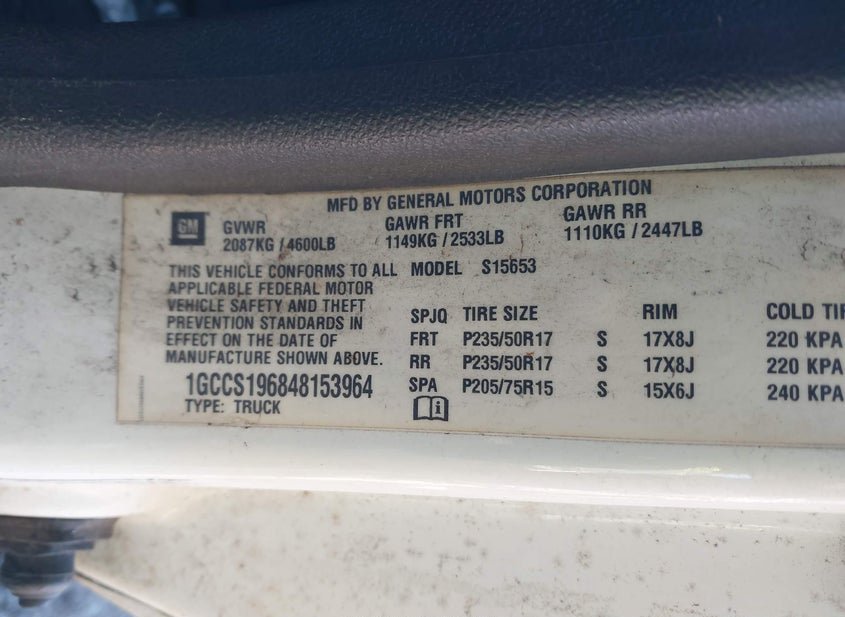 MFD BY GENERAL MOTORS CORPORATION
GM GVWR GAWR FRT GAWR RR
2087KG / 4600LB 1149KG / 2533LB 1110KG / 2447LB
THIS VEHICLE CONFORMS TO ALL
APPLICABLE FEDERAL MOTOR
VEHICLE SAFETY AND THEFT
PREVENTION STANDARDS IN
EFFECT ON THE DATE OF
MANUFACTURE SHOWN ABOVE.
1GCCS196848153964
TYPE: TRUCK
MODEL S15653
SPJQ TIRE SIZE RIM COLD
FRT P235/50R17 S 17X8J 220 KPA
RR P235/50R17 S 17X8J 220 KPA
SPA P205/75R15 S 15X6J 240 KPA